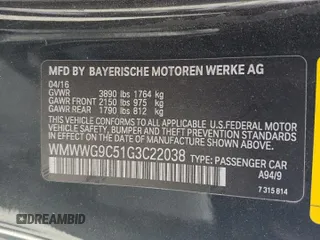 MFD BY BAYERISCHE MOTOREN WERKE AG
04/16
GVWR 3890 lbs 1764 kg
GAWR FRONT 2150 lbs 975 kg
GAWR REAR 1790 lbs 812 kg
THIS VEHICLE CONFORMS TO ALL APPLICABLE U.S. FEDERAL MOTOR
VEHICLE SAFETY, BUMPER, AND THEFT PREVENTION STANDARDS
IN EFFECT ON THE DATE OF MANUFACTURE SHOWN ABOVE.
WMWWG9C51G3C22038 TYPE: PASSENGER CAR
A94/9
7 315 814
DREAMBID